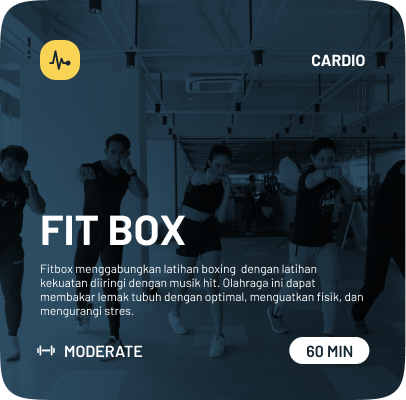 CARDIO
FIT BOX
Fitbox menggabungkan latihan boxing dengan latihan
kekuatan diiringi dengan musik hit. Olahraga ini dapat
membakar lemak tubuh dengan optimal, menguatkan fisik, dan
mengurangi stres.
MODERATE
60 MIN